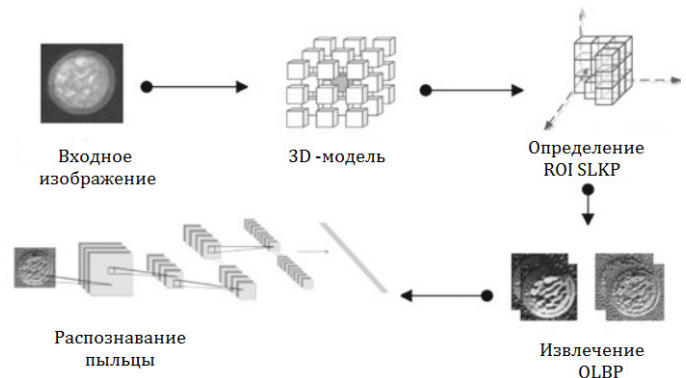 Входное
изображение
3D -модель
Определение
ROI SLKP
Извлечение
OLBP
Распознавание
пыльцы